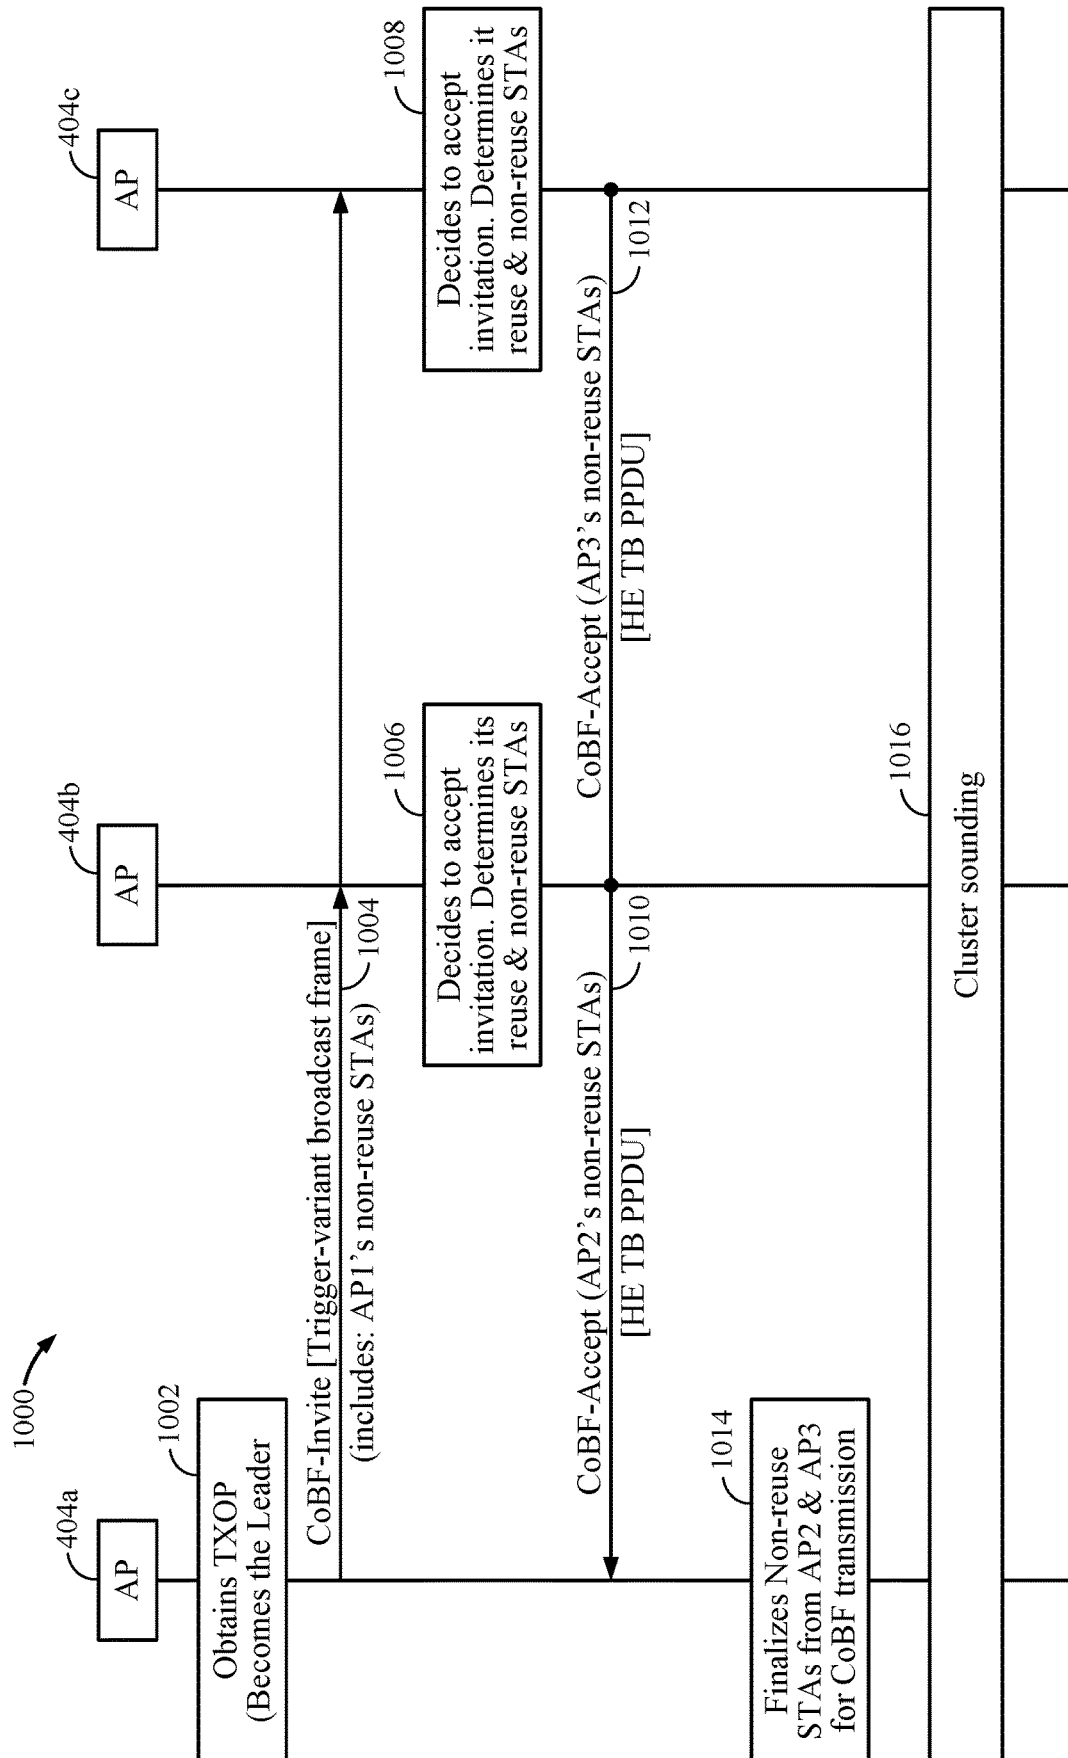 1000
404a
AP
404b
AP
404c
AP
1002
Obtains TXOP
(Becomes the Leader
CoBF-Invite [Trigger-variant broadcast frame]
1004
(includes: AP1’s non-reuse STAs)
1006
Decides to accept
invitation. Determines its
reuse & non-reuse STAs
1008
Decides to accept
invitation. Determines it
reuse & non-reuse STAs
CoBF-Accept (AP2’s non-reuse STAs)
1010
[HE TB PPDU]
CoBF-Accept (AP3’s non-reuse STAs)
1012
[HE TB PPDU]
1014
Finalizes Non-reuse
STAs from AP2 & AP3
for CoBF transmission
1016
Cluster sounding